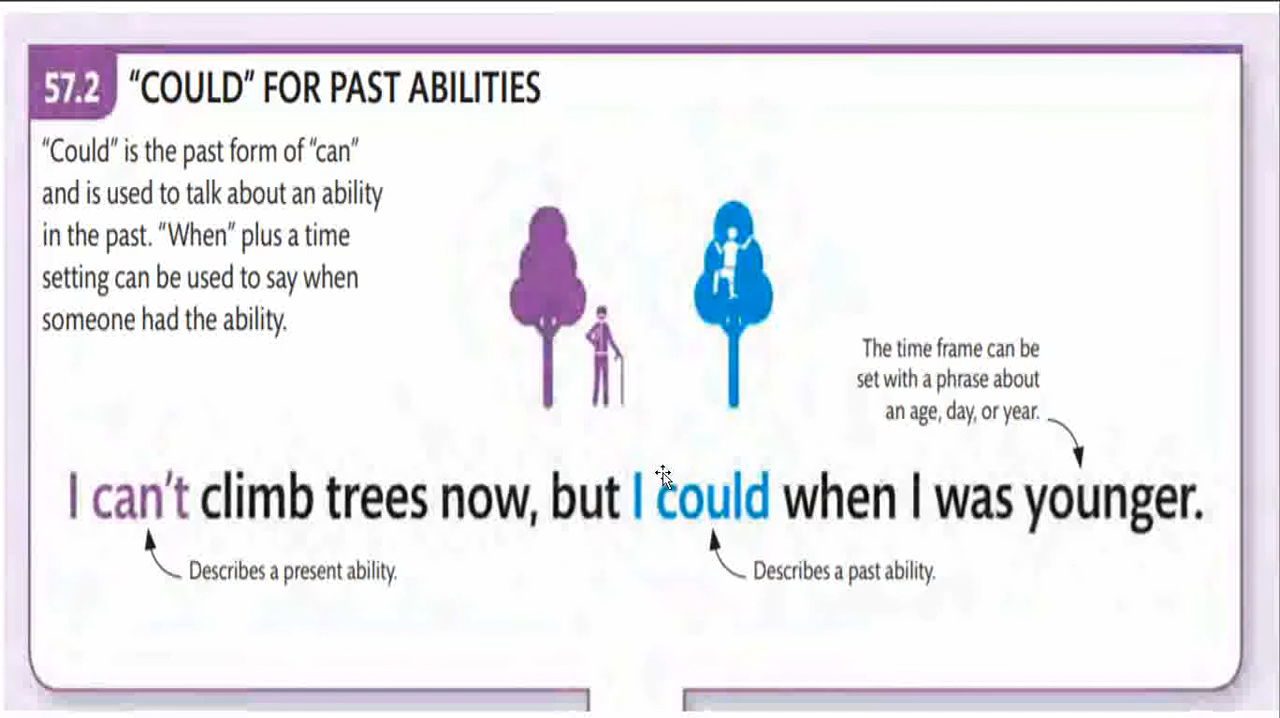 57.2 "COULD" FOR PAST ABILITIES
"Could" is the past form of "can"
and is used to talk about an ability
in the past. "When" plus a time
setting can be used to say when
someone had the ability.
The time frame can be
set with a phrase about
an age, day, or year.
I can't climb trees now, but I could when I was younger.
Describes a present ability.
Describes a past ability.